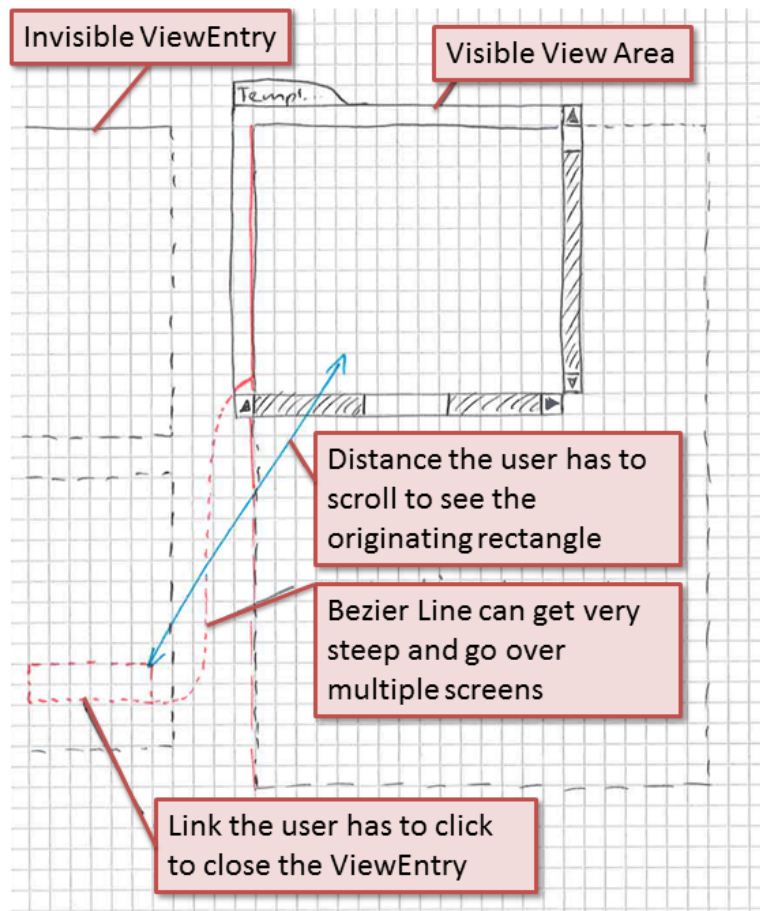 Invisible ViewEntry
Visible View Area
Templ...
Distance the user has to
scroll to see the
originating rectangle
Bezier Line can get very
steep and go over
multiple screens
Link the user has to click
to close the ViewEntry